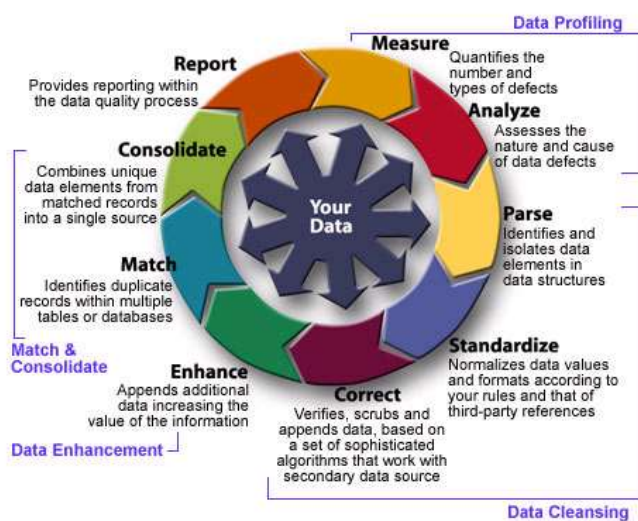 Data Profiling
Measure
Quantifies the
number and
types of defects
Analyze
Assesses the
nature and cause
of data defects
Parse
Identifies and
isolates data
elements in
data structures
Standardize
Normalizes data values
and formats according to
your rules and that of
third-party references
Correct
Verifies, scrubs and
appends data, based on
a set of sophisticated
algorithms that work with
secondary data source
Data Cleansing
Enhance
Appends additional
data increasing the
value of the information
Data Enhancement
Match
Identifies duplicate
records within multiple
tables or databases
Consolidate
Combines unique
data elements from
matched records
into a single source
Match &
Consolidate
Report
Provides reporting within
the data quality process
Your
Data